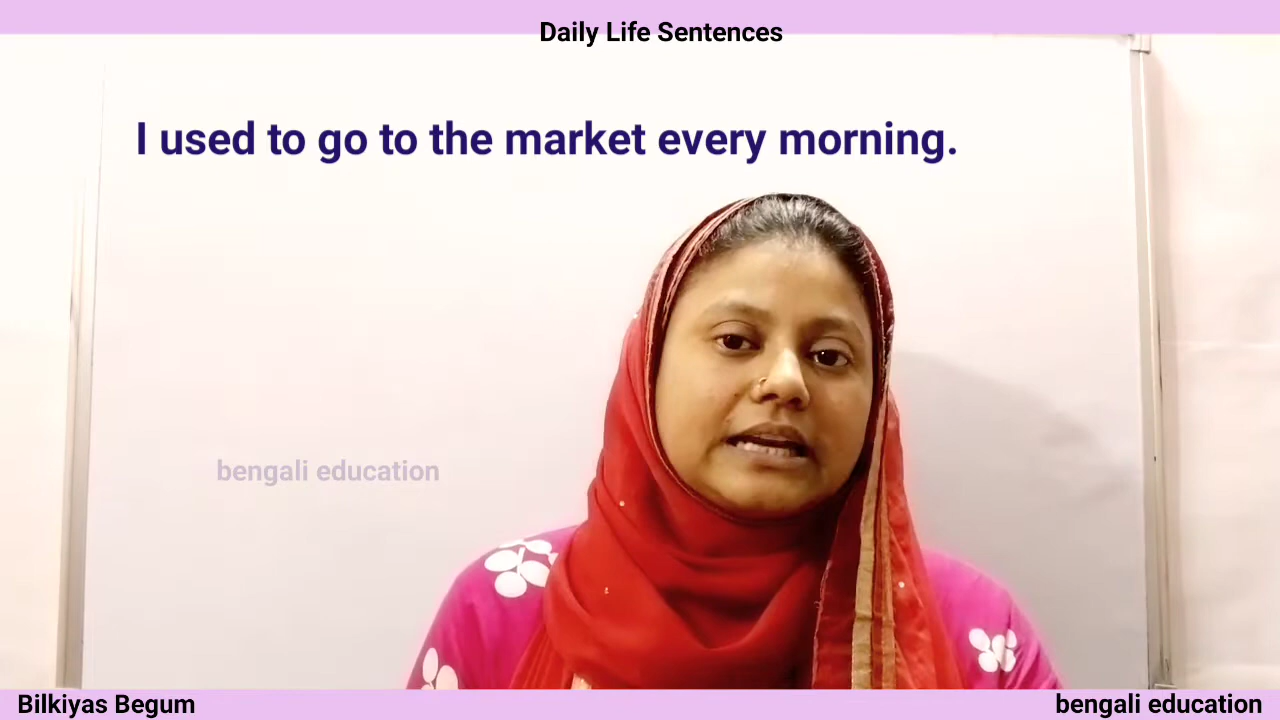 Daily Life Sentences
I used to go to the market every morning.
bengali education
Bilkiyas Begum
bengali education